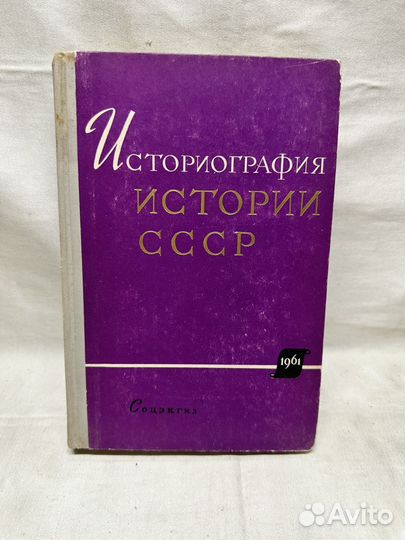 Историография
ИСТОРИИ
СССР
1961
Соцэкгиз
Avito